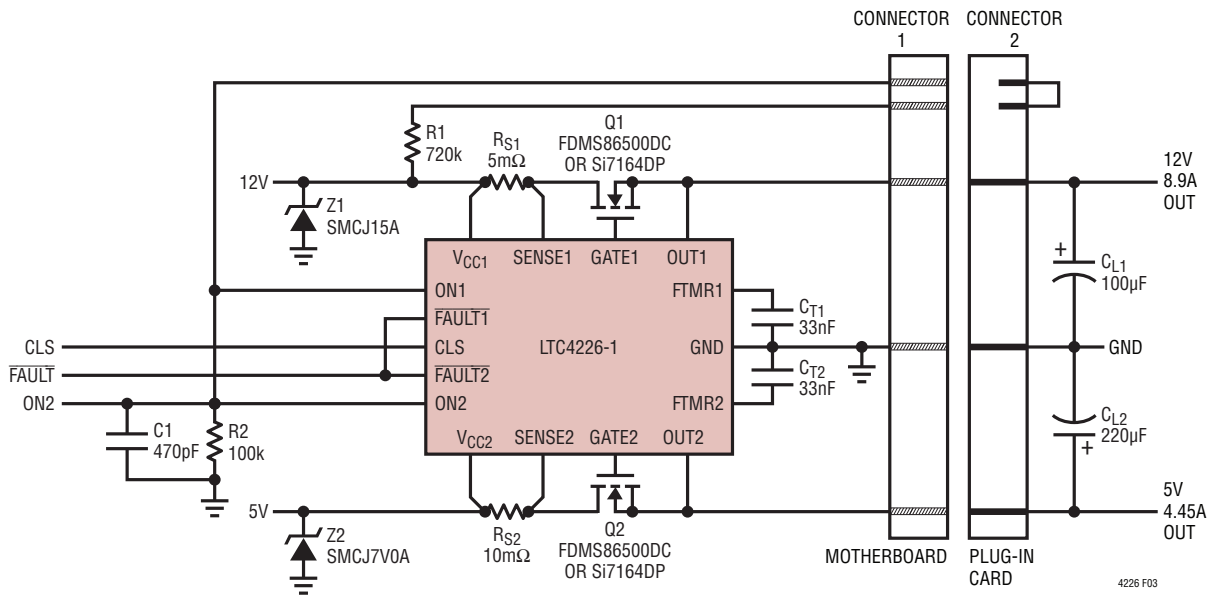 CONNECTOR
1
CONNECTOR
2
R1
720k
RS1
5mΩ
Q1
FDMS86500DC
OR Si7164DP
12V
Z1
SMCJ15A
12V
8.9A
OUT
VCC1
SENSE1
GATE1
OUT1
ON1
FAULT1
CLS
FAULT2
ON2
LTC4226-1
FTMR1
GND
FTMR2
CT1
33nF
CT2
33nF
CL1
100µF
+
GND
CLS
FAULT
ON2
C1
470pF
R2
100k
VCC2
SENSE2
GATE2
OUT2
CL2
220µF
+
5V
Z2
SMCJ7V0A
RS2
10mΩ
Q2
FDMS86500DC
OR Si7164DP
5V
4.45A
OUT
MOTHERBOARD
PLUG-IN
CARD
4226 F03